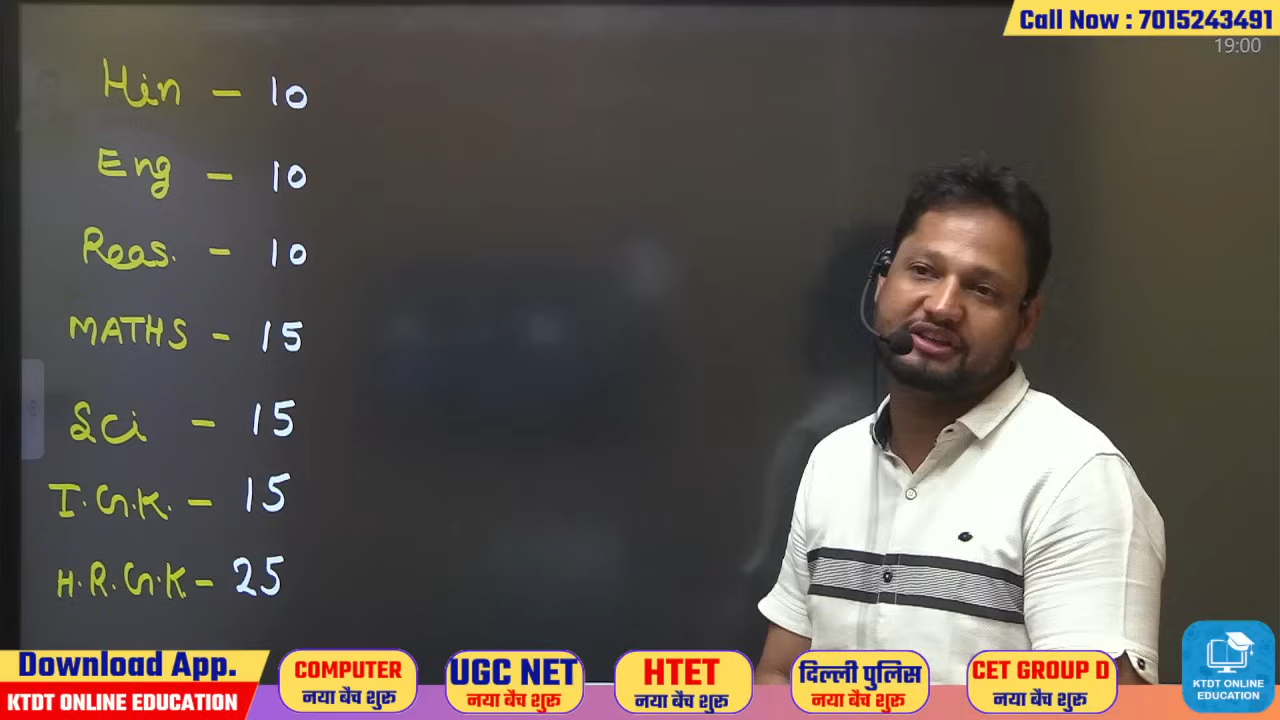 Call Now : 7015243491
19:00
Hin - 10
Eng - 10
Reas. - 10
MATHS - 15
Sci - 15
I.G.K. - 15
H.R.G.K - 25
Download App.
KTDT ONLINE EDUCATION
COMPUTER
नया बैच शुरू
UGC NET
नया बैच शुरू
HTET
नया बैच शुरू
दिल्ली पुलिस
नया बैच शुरू
CET GROUP D
नया बैच शुरू
KTDT ONLINE
EDUCATION